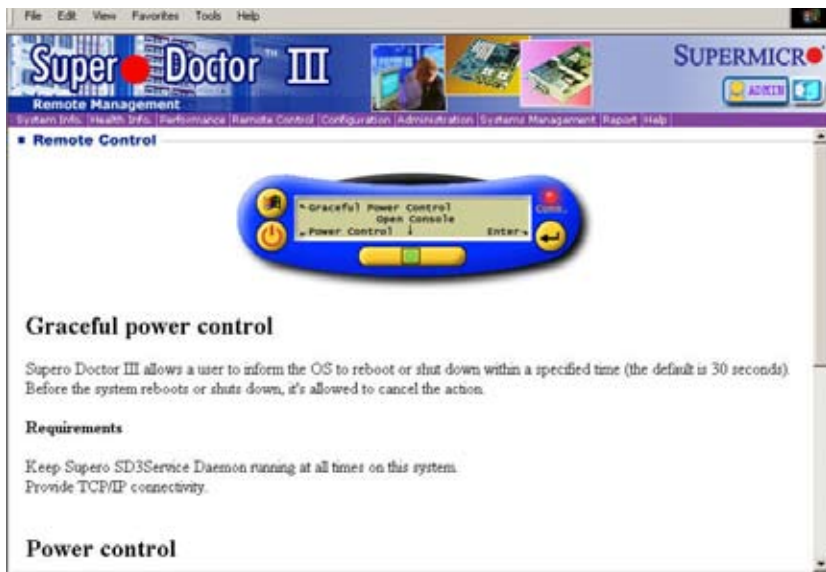 File Edit View Favorites Tools Help
Super Doctor™ III
SUPERMICR
Remote Management
ADMIN
System Info. Health Info. Performance Remote Control Configuration Administration Systems Management Report Help
Remote Control
Graceful Power Control
Open Console
Power Control Enter
Conn.
Graceful power control
Supero Doctor III allows a user to inform the OS to reboot or shut down within a specified time (the default is 30 seconds).
Before the system reboots or shuts down, it's allowed to cancel the action.
Requirements
Keep Supero SD3Service Daemon running at all times on this system.
Provide TCP/IP connectivity.
Power control